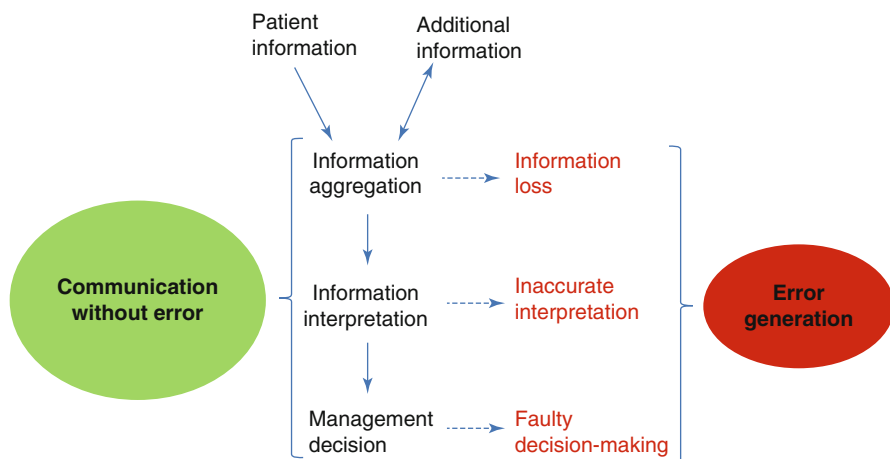 Patient
information
Additional
information
Information
aggregation
Information
loss
Communication
without error
Information
interpretation
Inaccurate
interpretation
Error
generation
Management
decision
Faulty
decision-making